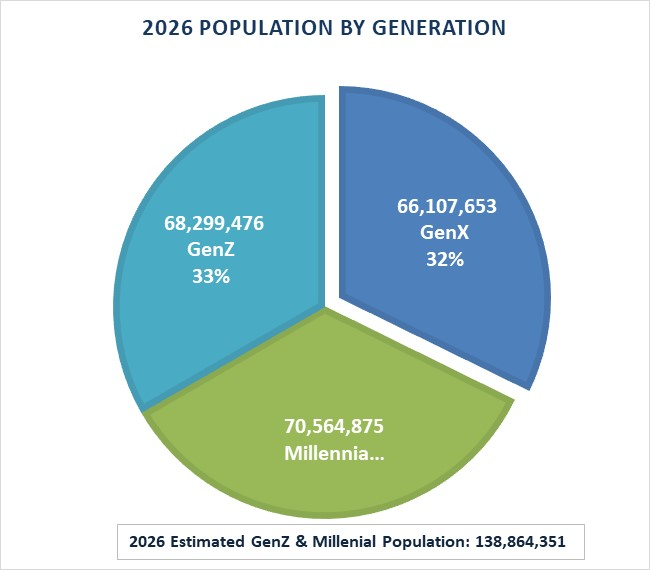 2026 POPULATION BY GENERATION
66,107,653
GenX
32%
68,299,476
GenZ
33%
70,564,875
Millennia...
2026 Estimated GenZ & Millenial Population: 138,864,351